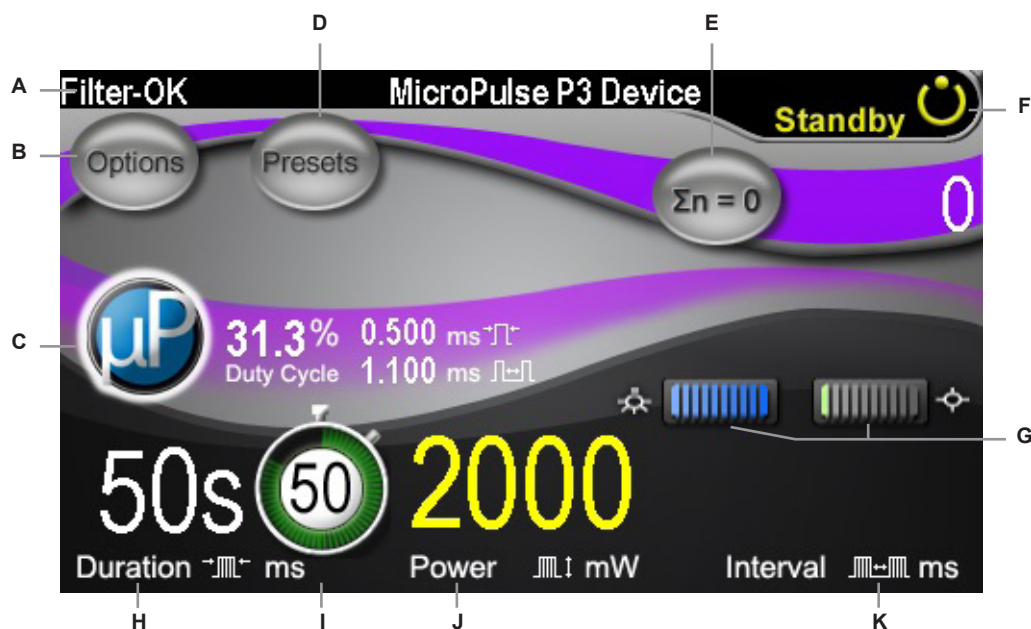 D E
A Filter-OK MicroPulse P3 Device
Standby F
B Options Presets
Σn = 0 0
C µP 31.3% 0.500 ms
Duty Cycle 1.100 ms
G
50s 50 2000
Duration ms Power mW Interval ms
H I J K